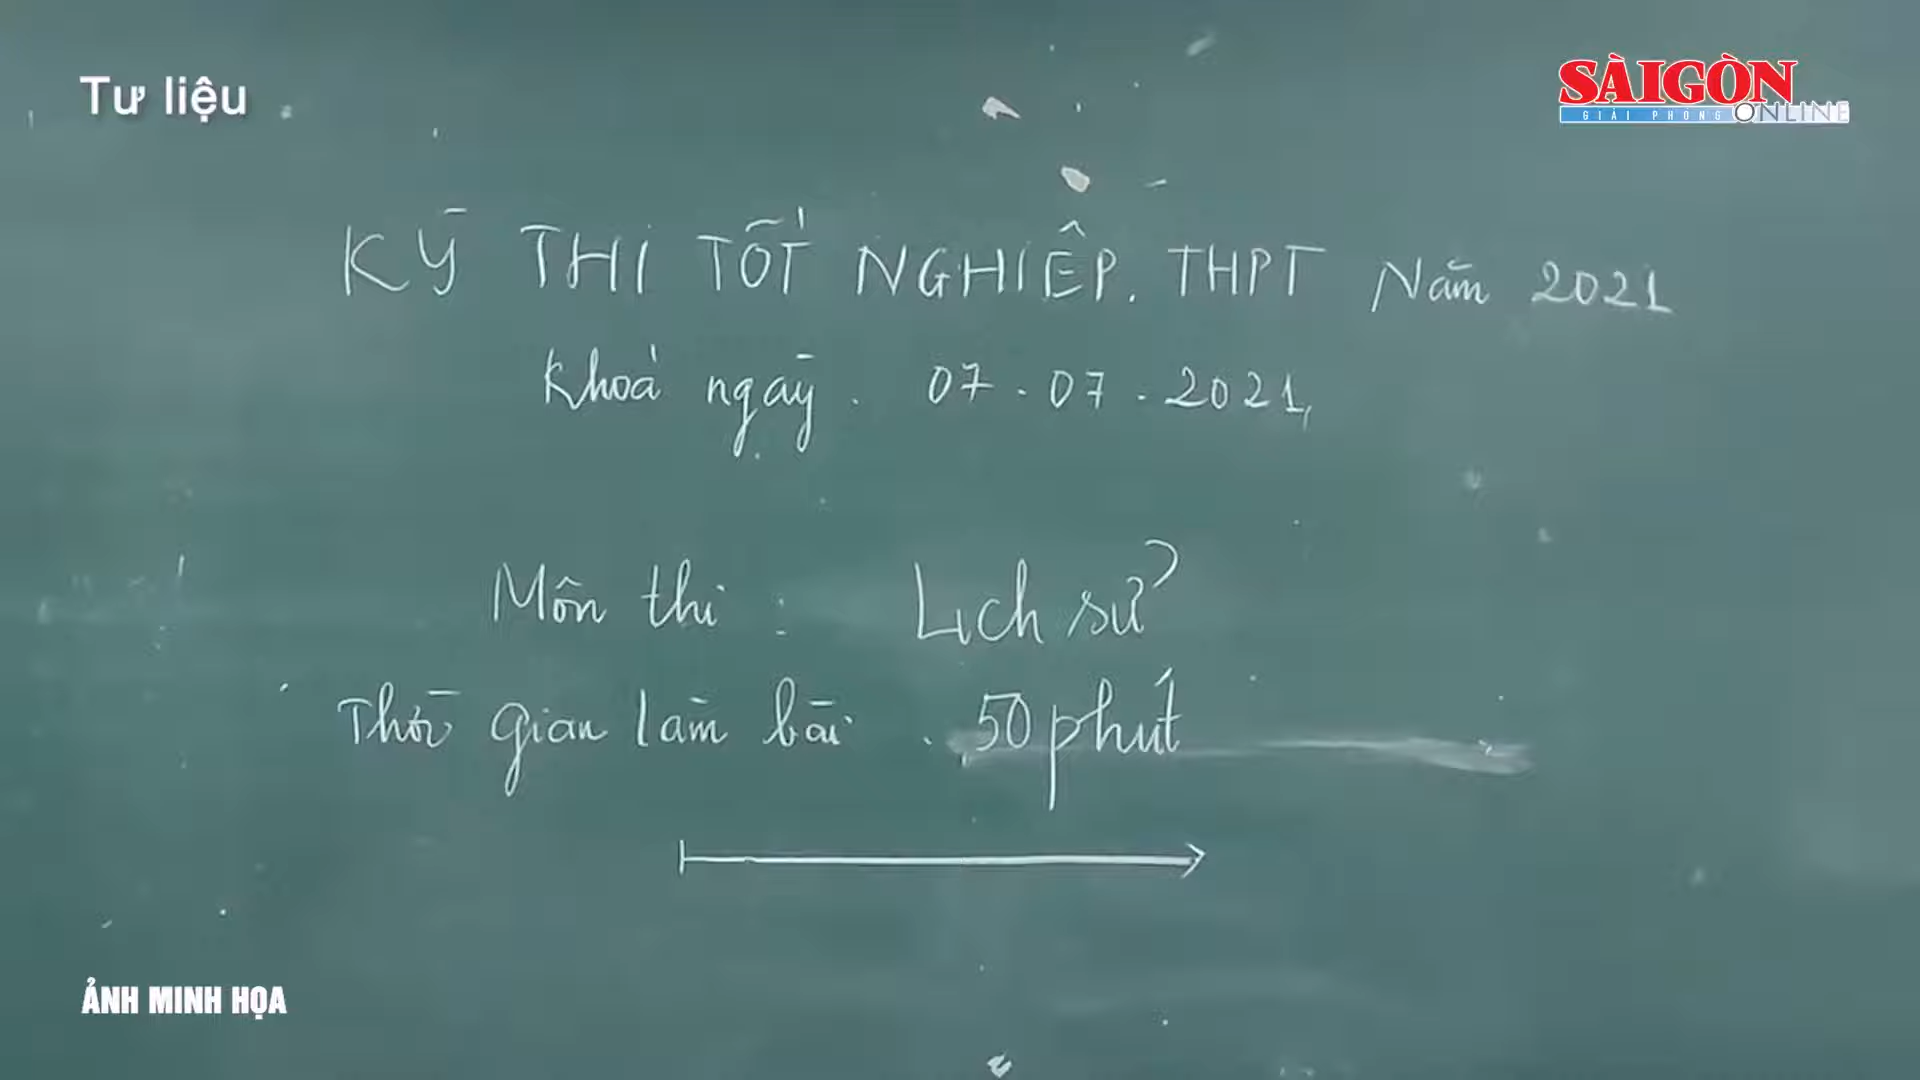 Tư liệu
SÀIGÒN
GIẢI PHÓNG ONLINE
KỲ THI TỐT NGHIỆP. THPT Năm 2021
Khoá ngày. 07.07.2021,
Môn thi: Lịch sử
Thời gian làm bài. 50 phút
ẢNH MINH HỌA